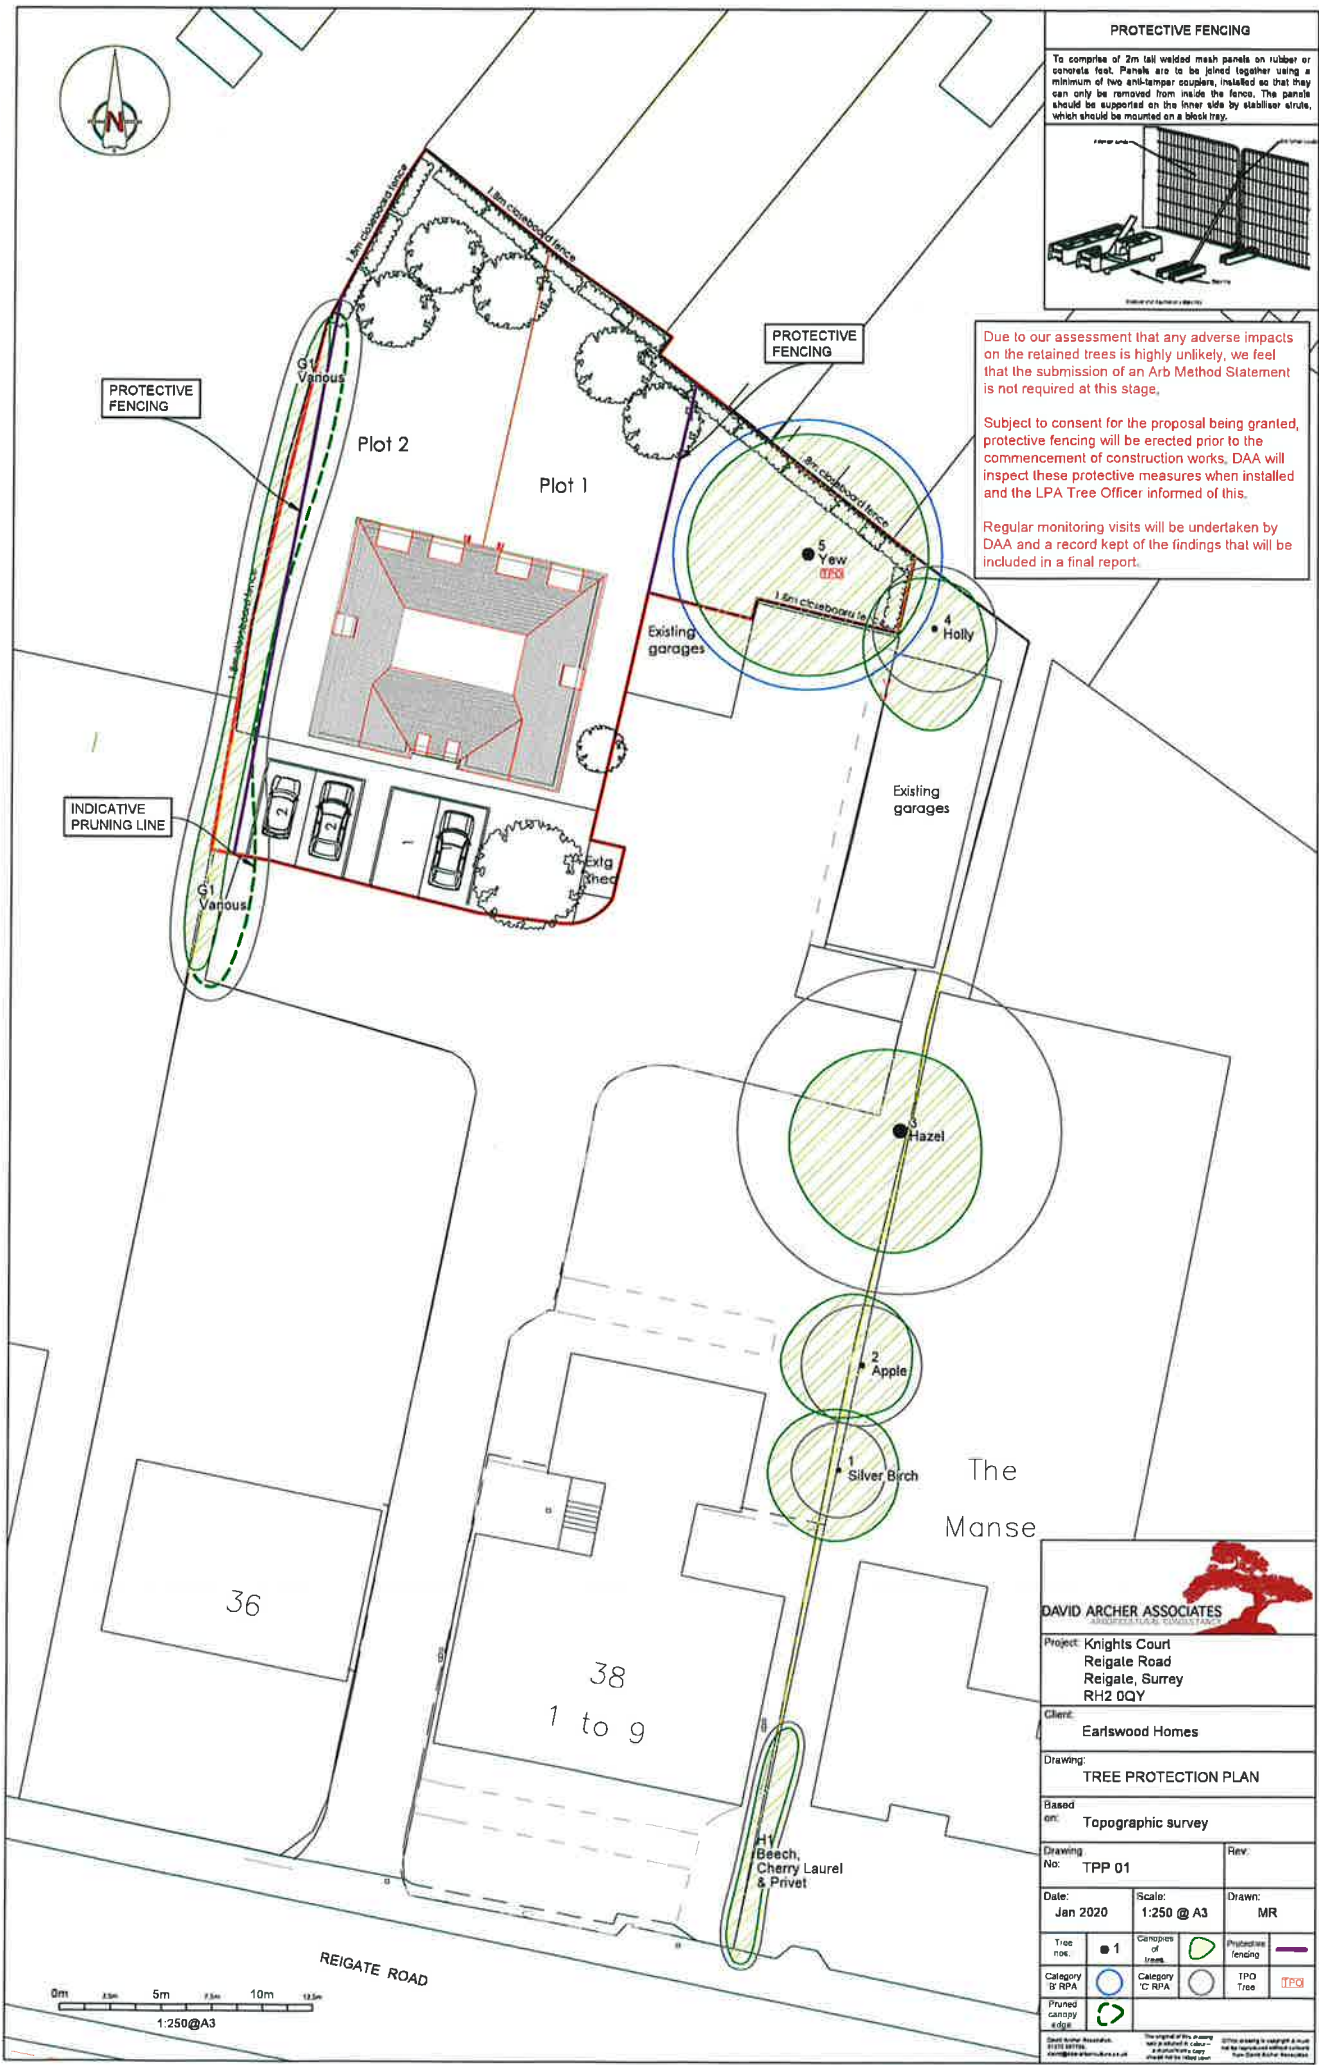 PROTECTIVE FENCING
To comprise of 2m tall welded mesh panels on rubber or
concrete feet. Panels are to be joined together using a
minimum of two anti-tamper couplers, installed so that they
can only be removed from inside the fence. The panels
should be supported on the inner side by stabiliser struts,
which should be mounted on a block tray.
N
1.8m closeboard fence
1.8m closeboard fence
Due to our assessment that any adverse impacts
on the retained trees is highly unlikely, we feel
that the submission of an Arb Method Statement
is not required at this stage.
Subject to consent for the proposal being granted,
protective fencing will be erected prior to the
commencement of construction works. DAA will
inspect these protective measures when installed
and the LPA Tree Officer informed of this.
Regular monitoring visits will be undertaken by
DAA and a record kept of the findings that will be
included in a final report.
PROTECTIVE
FENCING
G1
Various
PROTECTIVE
FENCING
Plot 2
Plot 1
.8m closeboard fence
5
Yew
TPO
1.8m closeboard fence
4
Holly
Existing
garages
1.8m closeboard fence
Existing
garages
INDICATIVE
PRUNING LINE
2
2
1
Extg
Shed
G1
Various
3
Hazel
2
Apple
1
Silver Birch
The
Manse
36
38
1 to 9
H1
Beech,
Cherry Laurel
& Privet
REIGATE ROAD
0m 2.5m 5m 7.5m 10m 12.5m
1:250@A3
DAVID ARCHER ASSOCIATES
ARBORICULTURAL CONSULTANCY
Project: Knights Court
Reigate Road
Reigate, Surrey
RH2 0QY
Client:
Earlswood Homes
Drawing:
TREE PROTECTION PLAN
Based
on: Topographic survey
Drawing
No: TPP 01
Rev:
Date:
Jan 2020
Scale:
1:250 @ A3
Drawn:
MR
Tree
nos.
1
Canopies
of
trees
Protective
fencing
Category
'B' RPA
Category
'C' RPA
TPO
Tree
TPO
Pruned
canopy
edge